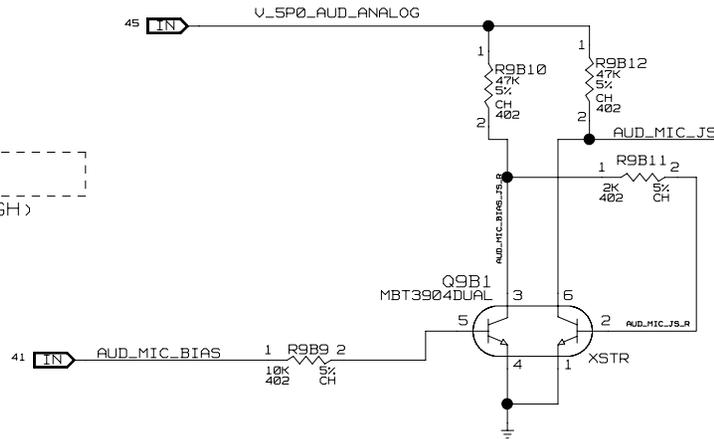 45 IN V_5P0_AUD_ANALOG
1
R9B10
47K
5%
CH
402
2
1
R9B12
47K
5%
CH
402
2
AUD_MIC_JS
GH)
R9B11
1 2
2K 5%
402 CH
AUD_MIC_BIAS_JS_R
Q9B1
MBT3904DUAL
3 6
5 2
AUD_MIC_JS_R
4 1
XSTR
41 IN AUD_MIC_BIAS
1 R9B9 2
10K 5%
402 CH